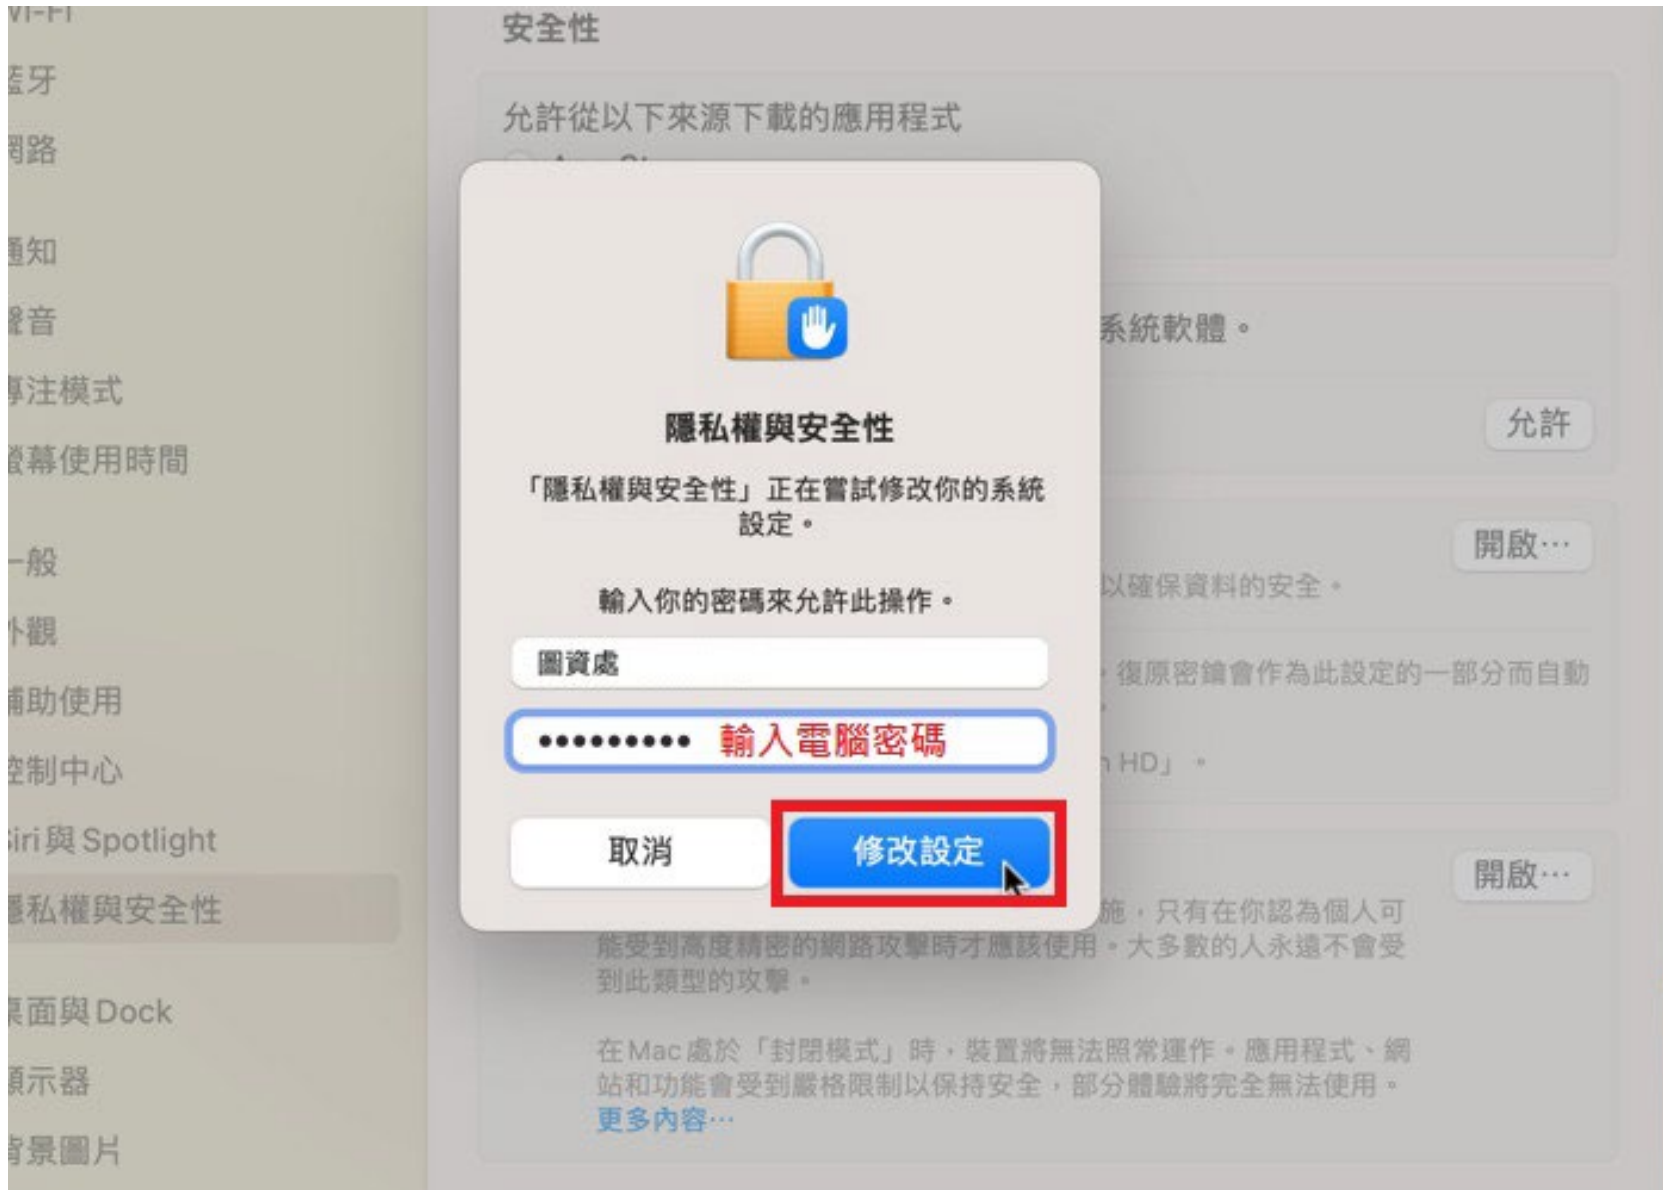 安全性
允許從以下來源下載的應用程式
牙
路
知
音
注模式
幕使用時間
一般
觀
助使用
制中心
Siri與Spotlight
私權與安全性
面與Dock
示器
景圖片
系統軟體。
允許
開啟…
以確保資料的安全。
復原密鑰會作為此設定的一部分而自動
HD」。
開啟…
施,只有在你認為個人可
能受到高度精密的網路攻擊時才應該使用。大多數的人永遠不會受
到此類型的攻擊。
在Mac處於「封閉模式」時,裝置將無法照常運作。應用程式、網
站和功能會受到嚴格限制以保持安全,部分體驗將完全無法使用。
更多內容…
隱私權與安全性
「隱私權與安全性」正在嘗試修改你的系統
設定。
輸入你的密碼來允許此操作。
圖資處
••••••••• 輸入電腦密碼
取消
修改設定